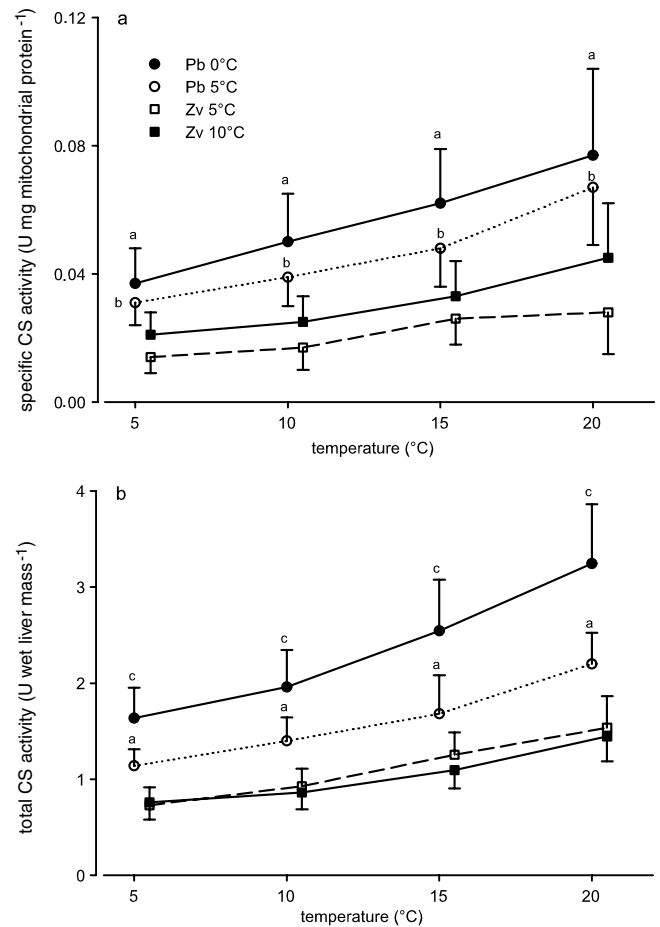 specific CS activity (U mg mitochondrial protein⁻¹)
0.12
a
Pb 0°C
Pb 5°C
Zv 5°C
Zv 10°C
0.08
0.04
0.00
a
a
a
a
b
b
b
b
5
10
15
20
temperature (°C)
total CS activity (U wet liver mass⁻¹)
4
b
3
2
1
0
c
c
c
c
a
a
a
a
5
10
15
20
temperature (°C)